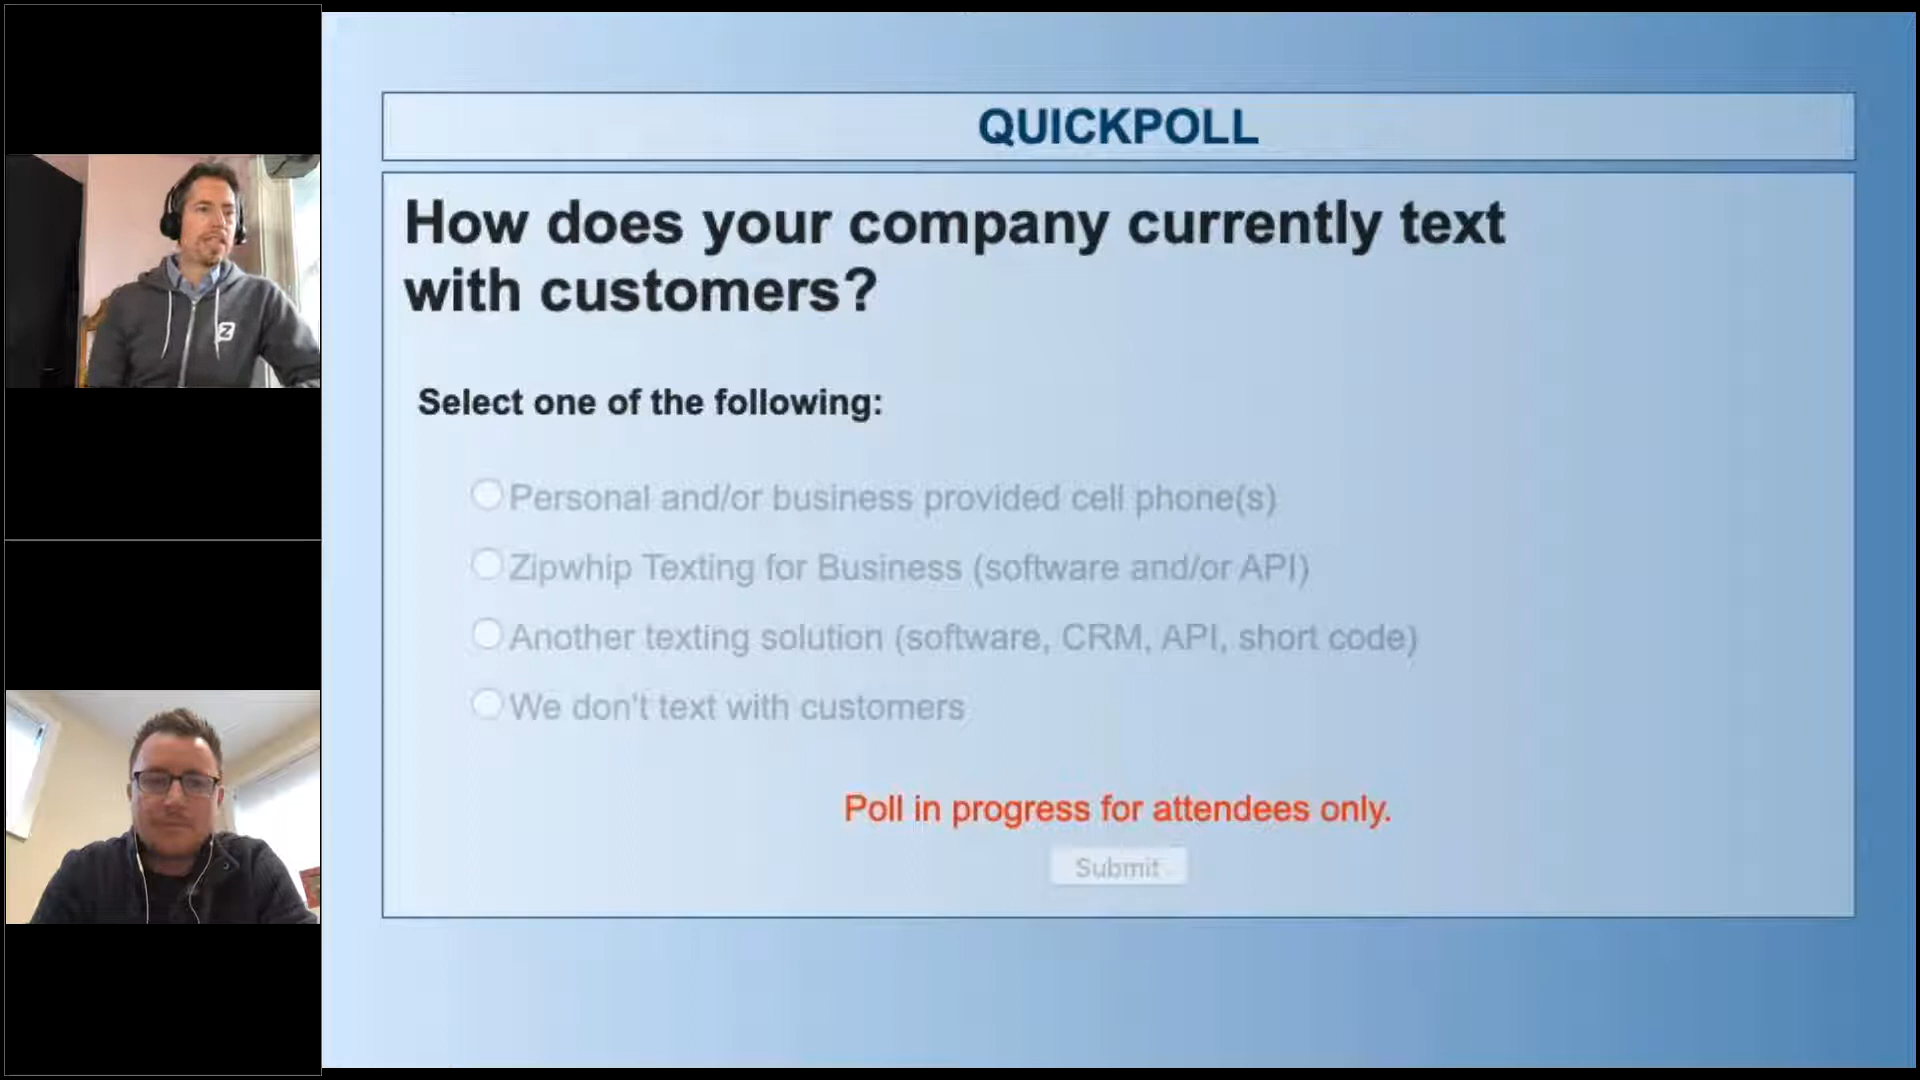 QUICKPOLL
How does your company currently text
with customers?
Select one of the following:
Personal and/or business provided cell phone(s)
Zipwhip Texting for Business (software and/or API)
Another texting solution (software, CRM, API, short code)
We don't text with customers
Poll in progress for attendees only.
Submit
Z